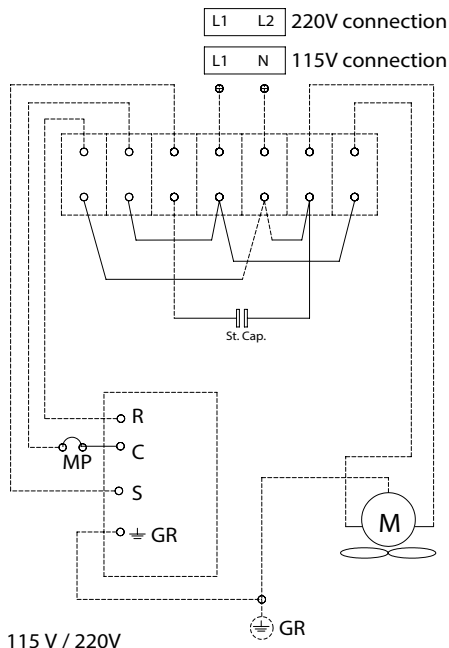 L1 L2 220V connection
L1 N 115V connection
St. Cap.
R
MP C
S
GR
M
GR
115 V / 220V